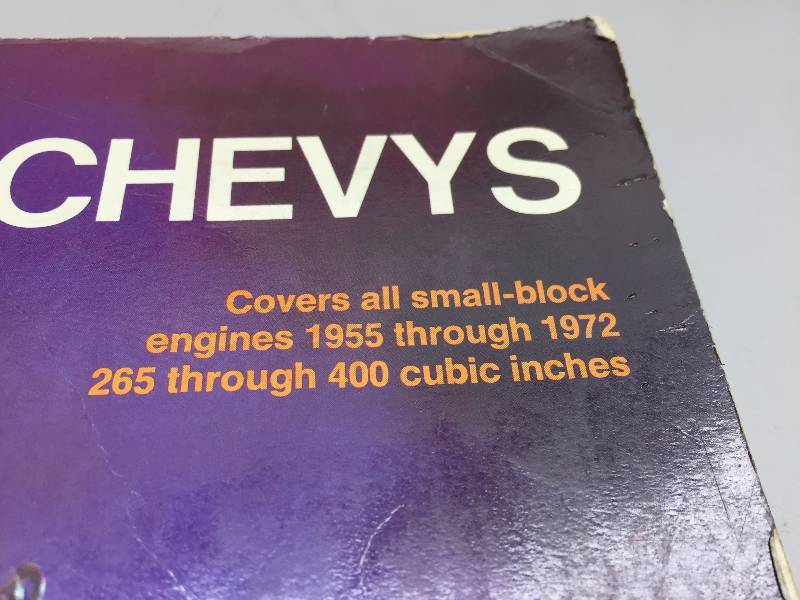 CHEVYS
Covers all small-block
engines 1955 through 1972
265 through 400 cubic inches